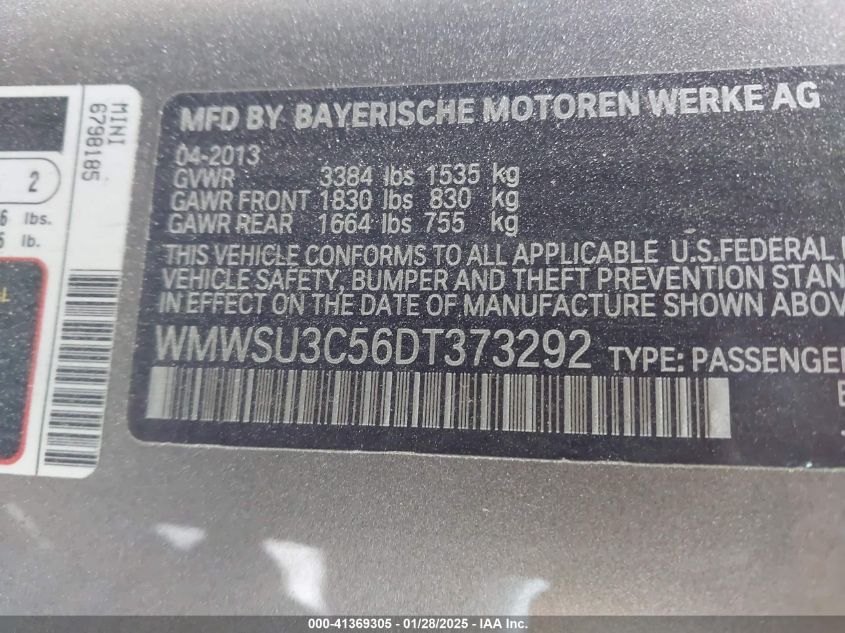 MINI
6798185
2
lbs.
lb.
MFD BY BAYERISCHE MOTOREN WERKE AG
04-2013
GVWR 3384 lbs 1535 kg
GAWR FRONT 1830 lbs 830 kg
GAWR REAR 1664 lbs 755 kg
THIS VEHICLE CONFORMS TO ALL APPLICABLE U.S.FEDERAL
VEHICLE SAFETY, BUMPER AND THEFT PREVENTION STAN
IN EFFECT ON THE DATE OF MANUFACTURE SHOWN ABOV
WMWSU3C56DT373292 TYPE: PASSENGER
000-41369305 - 01/28/2025 - IAA Inc.